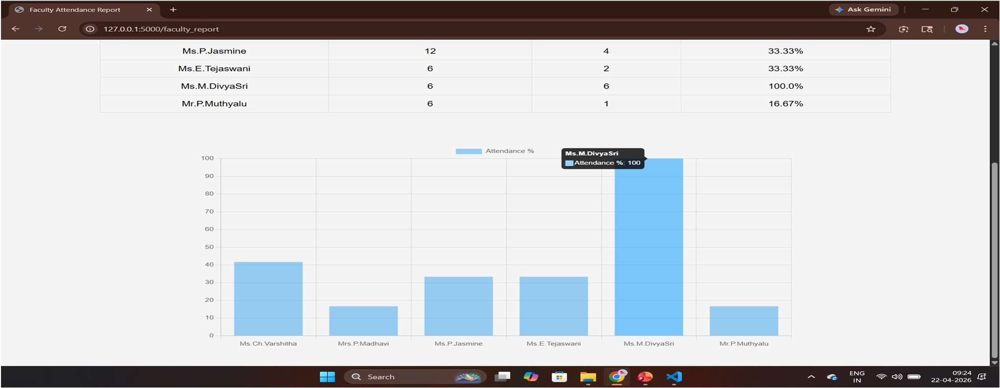 Faculty Attendance Report
Ask Gemini
127.0.0.1:5000/faculty_report
Ms.P.Jasmine 12 4 33.33%
Ms.E.Tejaswani 6 2 33.33%
Ms.M.DivyaSri 6 6 100.0%
Mr.P.Muthyalu 6 1 16.67%
Attendance %
Ms.M.DivyaSri
Attendance %: 100
100
90
80
70
60
50
40
30
20
10
0
Ms.Ch.Varshitha Mrs.P.Madhavi Ms.P.Jasmine Ms.E.Tejaswani Ms.M.DivyaSri Mr.P.Muthyalu
Search
ENG
IN
09:24
22-04-2026